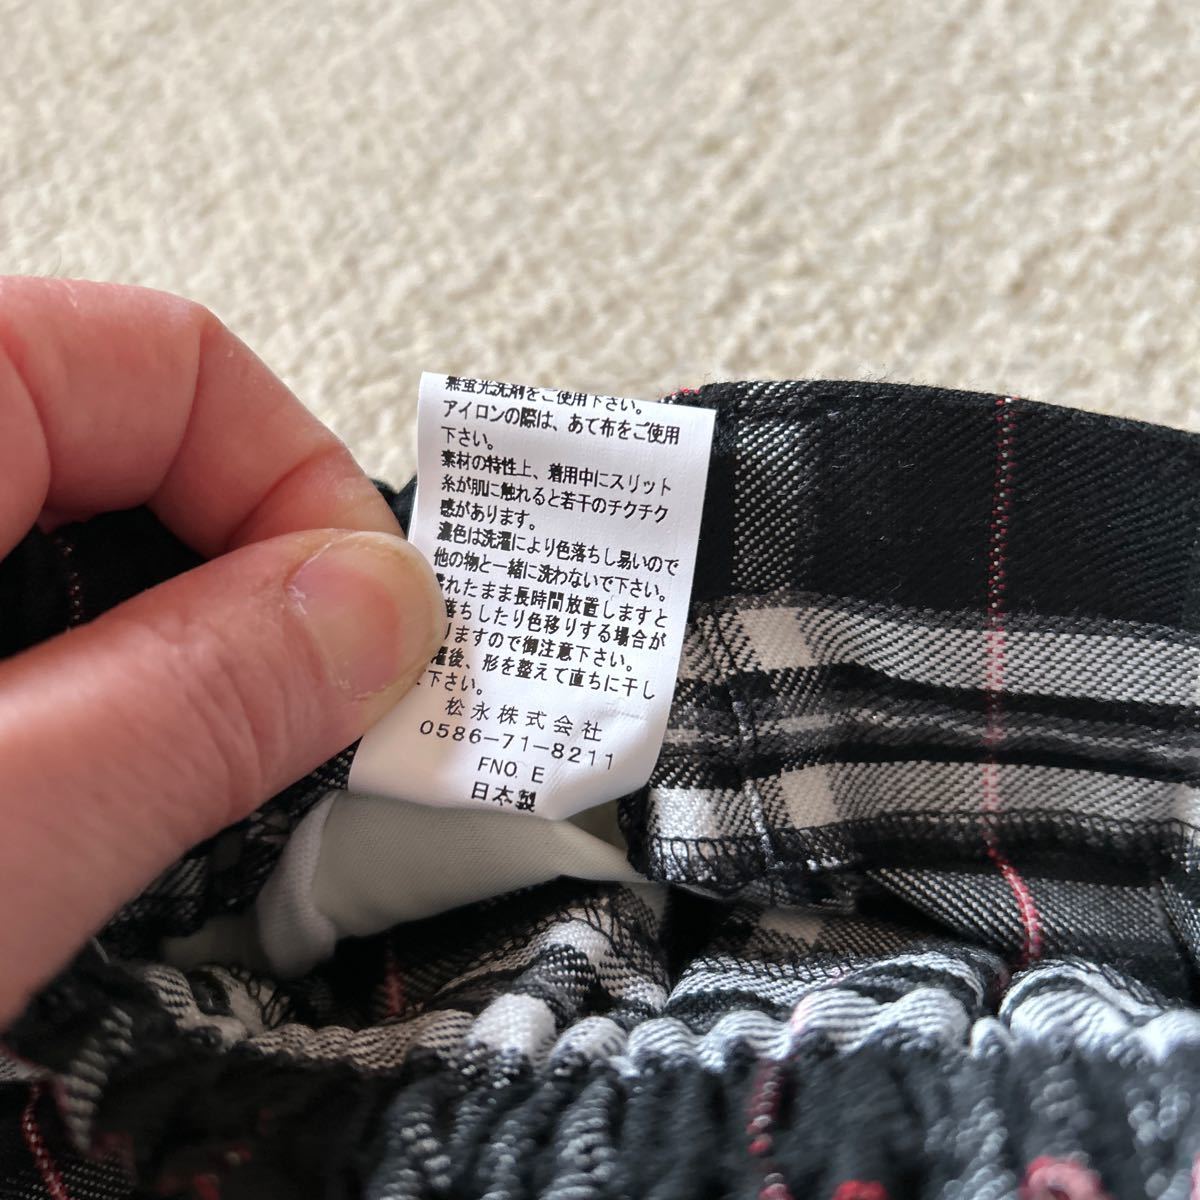 無蛍光洗剤をご使用下さい。
アイロンの際は、あて布をご使用
下さい。
素材の特性上、着用中にスリット
糸が肌に触れると若干のチクチク
感があります。
濃色は洗濯により色落ちし易いので
他の物と一緒に洗わないで下さい。
れたまま長時間放置しますと
落ちしたり色移りする場合が
りますので御注意下さい。
濯後、形を整えて直ちに干し
下さい。
松永株式会社
0586-71-8211
FNO. E
日本製